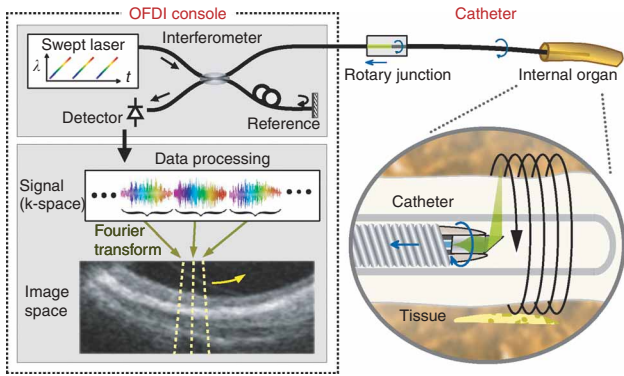 OFDI console
Catheter
Swept laser
λ
t
Interferometer
Rotary junction
Internal organ
Detector
Reference
Data processing
Signal
(k-space)
Fourier
transform
Image
space
Catheter
Tissue